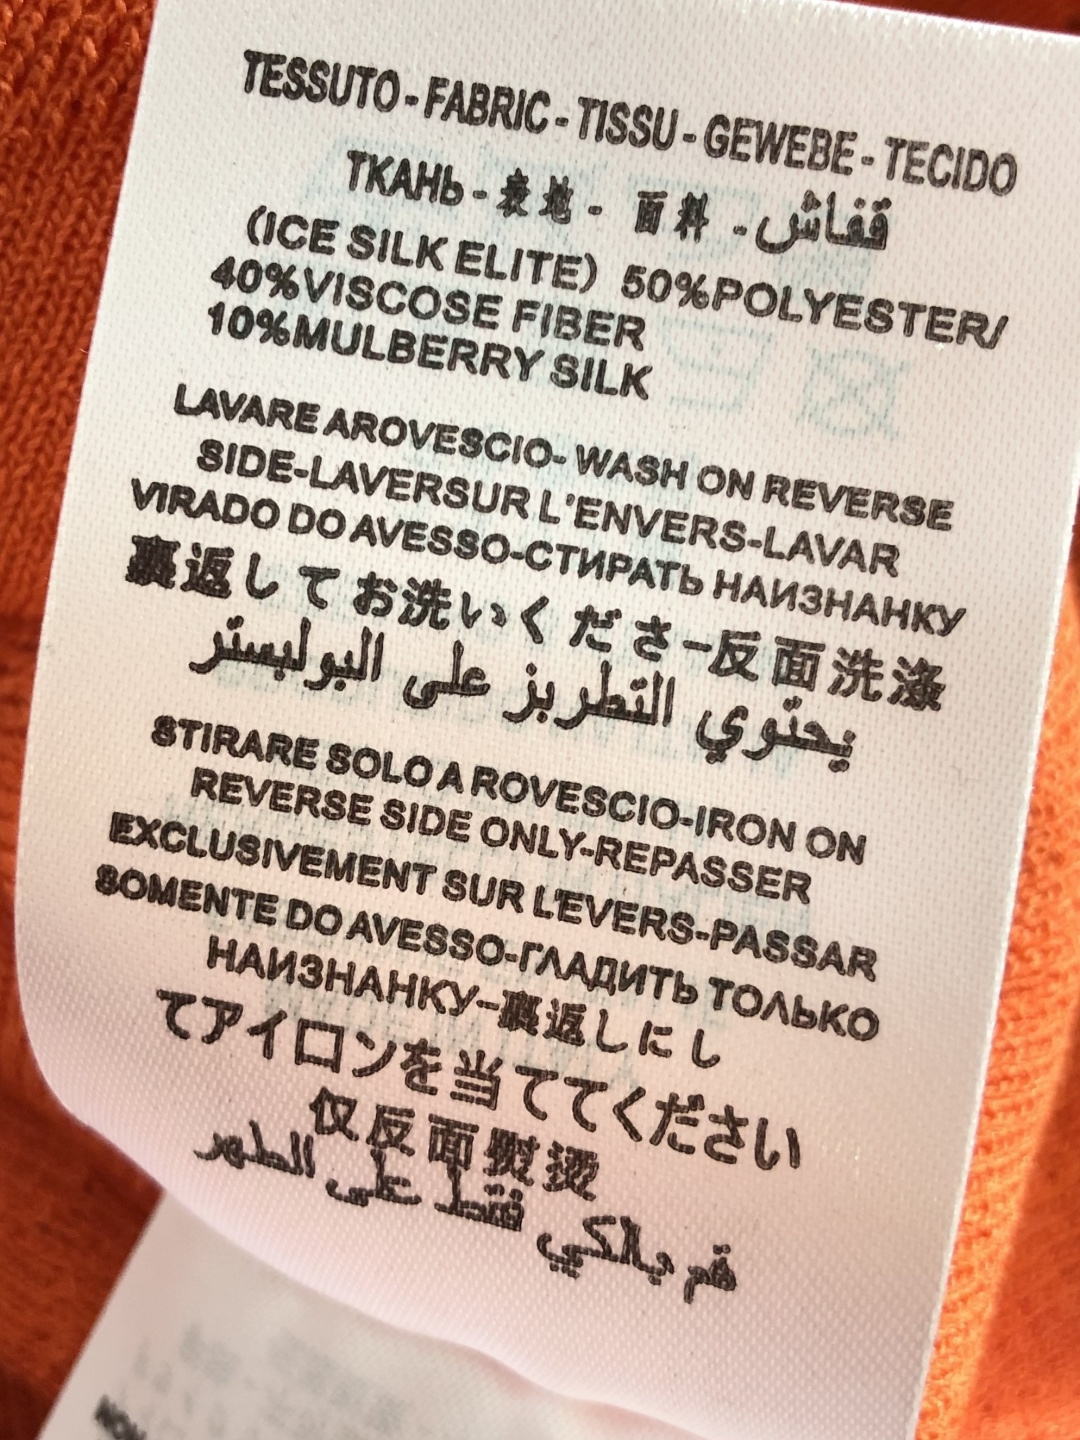 TESSUTO - FABRIC - TISSU - GEWEBE - TECIDO
ТКАНЬ - 表地 - 面料 - قفاش
(ICE SILK ELITE) 50%POLYESTER/
40%VISCOSE FIBER
10%MULBERRY SILK
LAVARE AROVESCIO- WASH ON REVERSE
SIDE-LAVERSUR L'ENVERS-LAVAR
VIRADO DO AVESSO-СТИРАТЬ НАИЗНАНКУ
裏返してお洗いくださ-反面洗涤
يحتوي التطريز على البوليستر
STIRARE SOLO A ROVESCIO-IRON ON
REVERSE SIDE ONLY-REPASSER
EXCLUSIVEMENT SUR L'EVERS-PASSAR
SOMENTE DO AVESSO-ГЛАДИТЬ ТОЛЬКО
НАИЗНАНКУ-裏返しにし
てアイロンを当ててください
仅反面熨烫
قم بالكي فقط على الطهر
NON